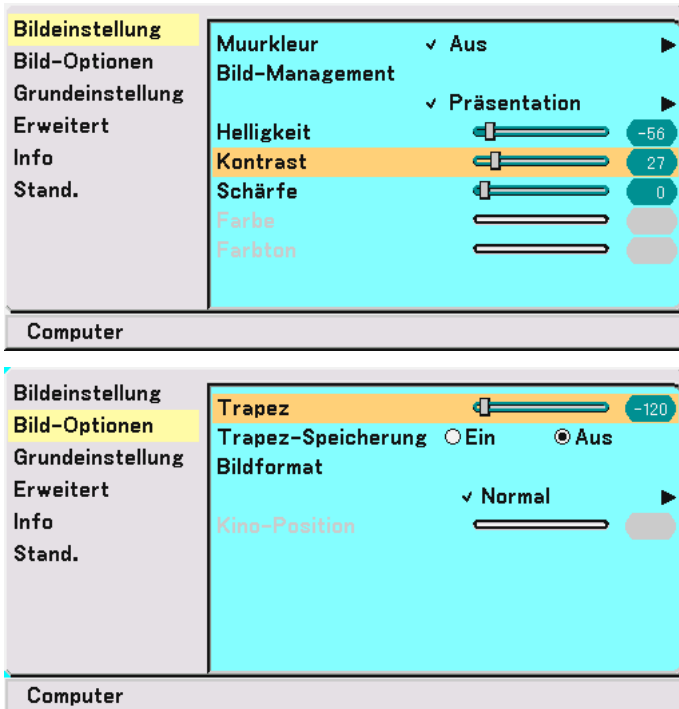 Bildeinstellung
Bild-Optionen
Grundeinstellung
Erweitert
Info
Stand.
Muurkleur ✓ Aus
Bild-Management
✓ Präsentation
Helligkeit -56
Kontrast 27
Schärfe 0
Farbe
Farbton
Computer
Bildeinstellung
Bild-Optionen
Grundeinstellung
Erweitert
Info
Stand.
Trapez -120
Trapez-Speicherung Ein Aus
Bildformat
✓ Normal
Kino-Position
Computer